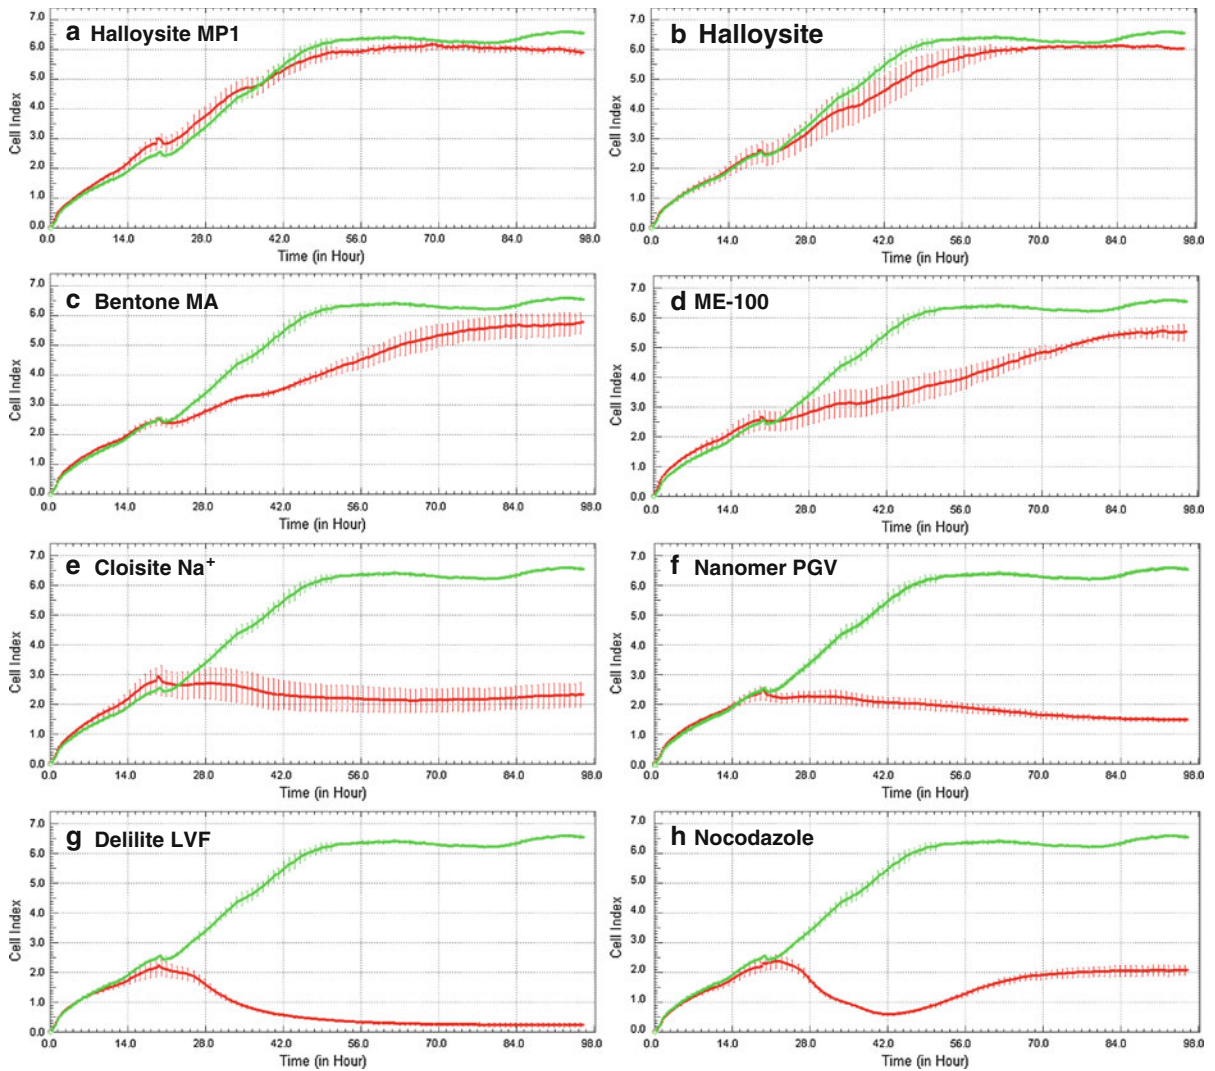 a Halloysite MP1
Cell Index
7.0
6.0
5.0
4.0
3.0
2.0
1.0
0.0
0.0 14.0 28.0 42.0 56.0 70.0 84.0 98.0
Time (in Hour)
b Halloysite
Cell Index
7.0
6.0
5.0
4.0
3.0
2.0
1.0
0.0
0.0 14.0 28.0 42.0 56.0 70.0 84.0 98.0
Time (in Hour)
c Bentone MA
Cell Index
7.0
6.0
5.0
4.0
3.0
2.0
1.0
0.0
0.0 14.0 28.0 42.0 56.0 70.0 84.0 98.0
Time (in Hour)
d ME-100
Cell Index
7.0
6.0
5.0
4.0
3.0
2.0
1.0
0.0
0.0 14.0 28.0 42.0 56.0 70.0 84.0 98.0
Time (in Hour)
e Cloisite Na⁺
Cell Index
7.0
6.0
5.0
4.0
3.0
2.0
1.0
0.0
0.0 14.0 28.0 42.0 56.0 70.0 84.0 98.0
Time (in Hour)
f Nanomer PGV
Cell Index
7.0
6.0
5.0
4.0
3.0
2.0
1.0
0.0
0.0 14.0 28.0 42.0 56.0 70.0 84.0 98.0
Time (in Hour)
g Delilite LVF
Cell Index
7.0
6.0
5.0
4.0
3.0
2.0
1.0
0.0
0.0 14.0 28.0 42.0 56.0 70.0 84.0 98.0
Time (in Hour)
h Nocodazole
Cell Index
7.0
6.0
5.0
4.0
3.0
2.0
1.0
0.0
0.0 14.0 28.0 42.0 56.0 70.0 84.0 98.0
Time (in Hour)